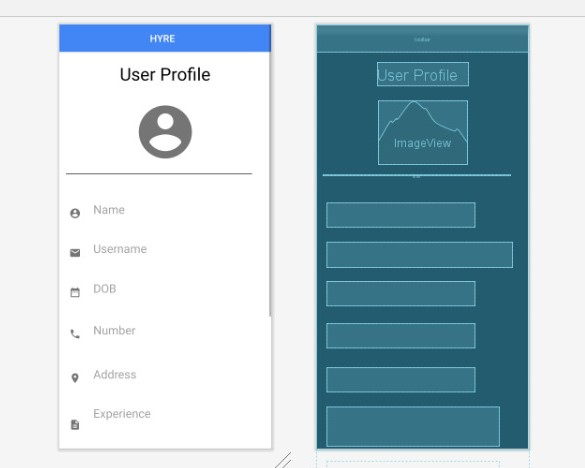 HYRE
User Profile
Name
Username
DOB
Number
Address
Experience
User Profile
ImageView